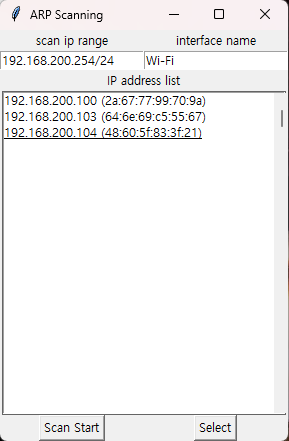 ARP Scanning
scan ip range interface name
192.168.200.254/24 Wi-Fi
IP address list
192.168.200.100 (2a:67:77:99:70:9a)
192.168.200.103 (64:6e:69:c5:55:67)
192.168.200.104 (48:60:5f:83:3f:21)
Scan Start Select